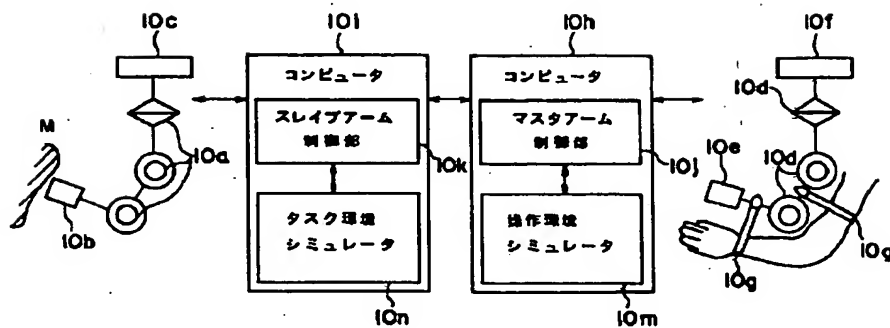 10c
10i
10h
10f
コンピュータ
コンピュータ
10d
M
スレイブアーム
制御部
マスタアーム
制御部
10a
10k
10j
10e
10d
10b
タスク環境
シミュレータ
操作環境
シミュレータ
10g
10g
10n
10m